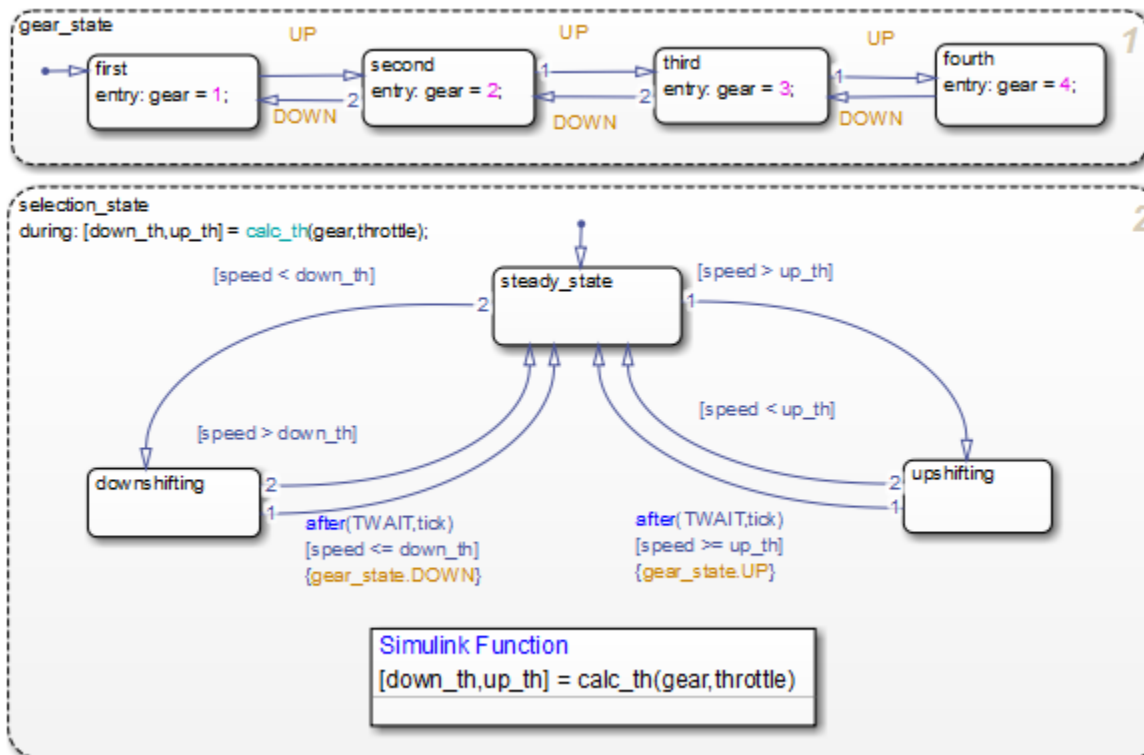 gear_state
1
UP
UP
UP
first
entry: gear = 1;
second
entry: gear = 2;
third
entry: gear = 3;
fourth
entry: gear = 4;
1
2
1
2
1
DOWN
DOWN
DOWN
selection_state
2
during: [down_th,up_th] = calc_th(gear,throttle);
[speed < down_th]
[speed > up_th]
steady_state
2
1
[speed > down_th]
[speed < up_th]
downshifting
upshifting
2
1
2
1
after(TWAIT,tick)
[speed <= down_th]
{gear_state.DOWN}
after(TWAIT,tick)
[speed >= up_th]
{gear_state.UP}
Simulink Function
[down_th,up_th] = calc_th(gear,throttle)